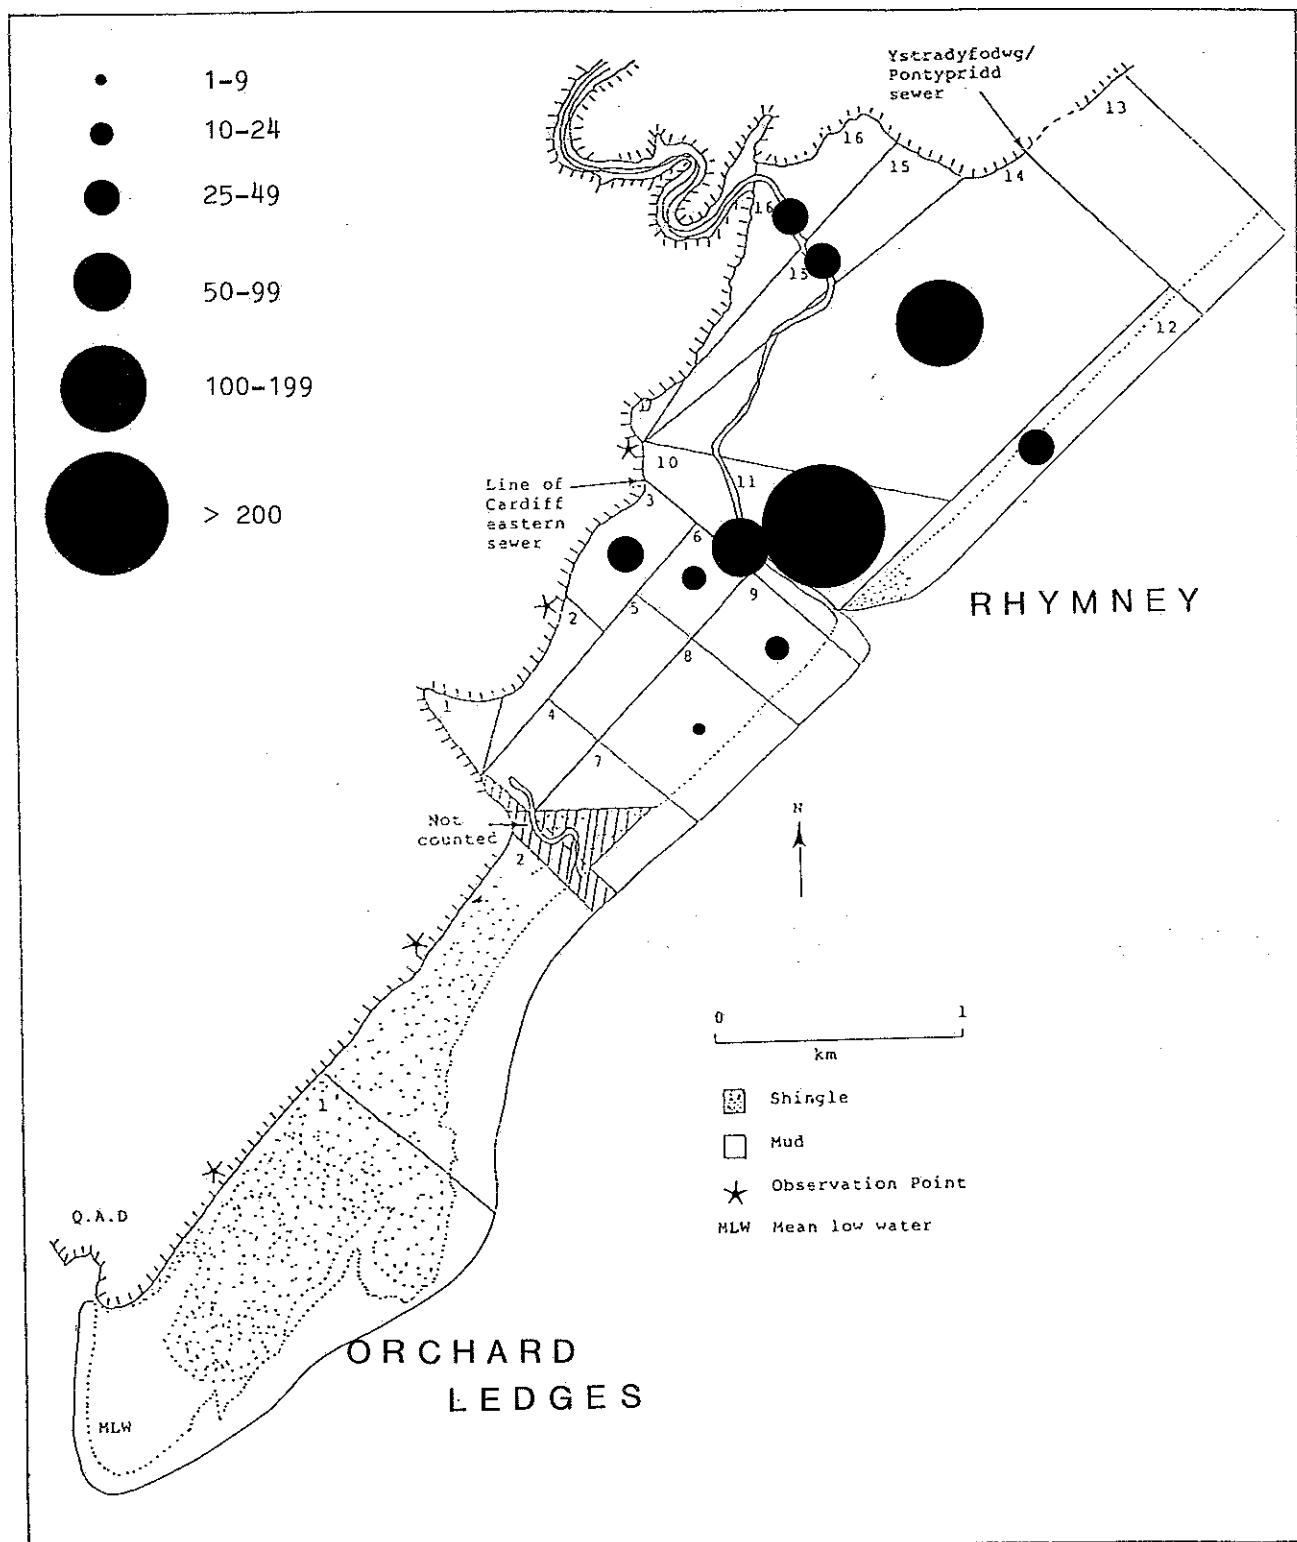 1-9
10-24
25-49
50-99
100-199
> 200
Ystradyfodwg/
Pontypridd
sewer
13
16
15
14
16
15
12
17
10
11
Line of
Cardiff
eastern
sewer
3
6
9
2
5
8
1
4
7
RHYMNEY
Not
counted
2
N
0 1
km
Shingle
Mud
Observation Point
MLW Mean low water
1
Q.A.D
ORCHARD
LEDGES
MLW